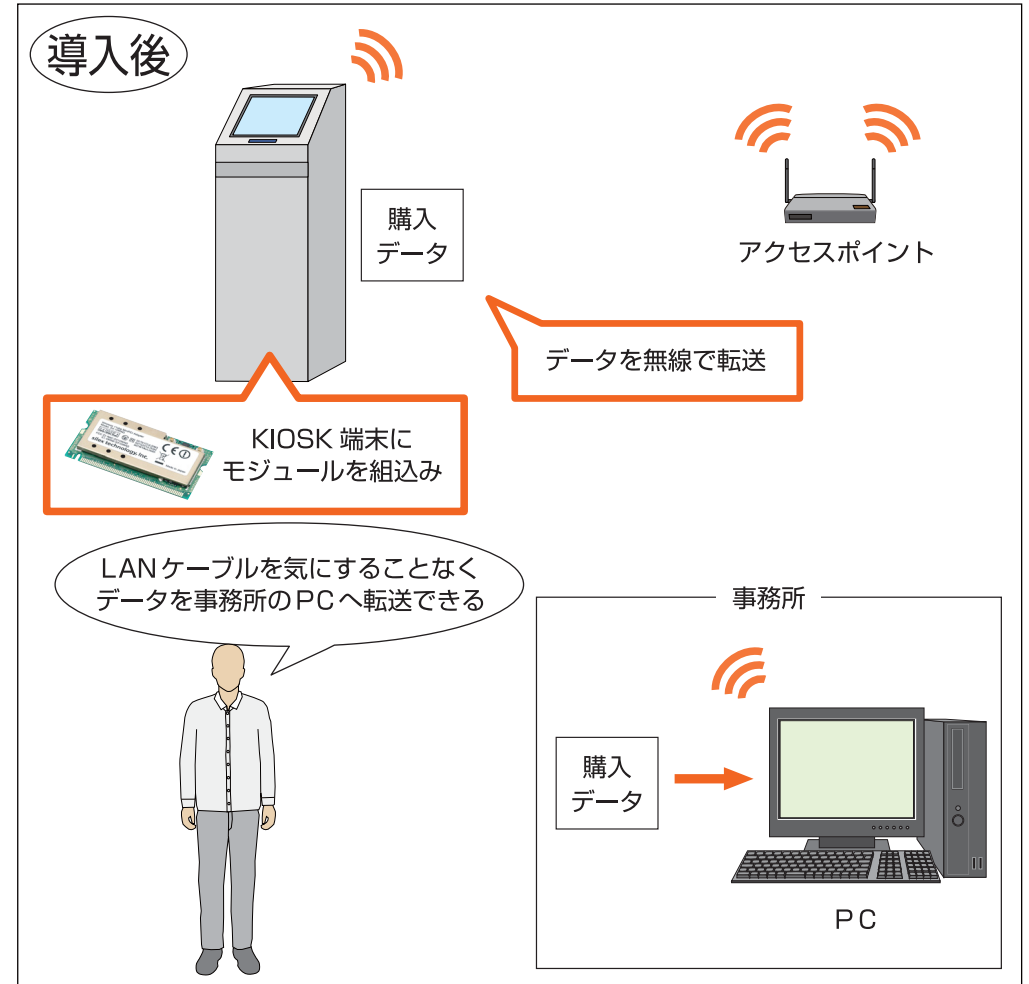 導入後
購入
データ
アクセスポイント
データを無線で転送
KIOSK 端末に
モジュールを組込み
silex technology, Inc.
LANケーブルを気にすることなく
データを事務所のPCへ転送できる
事務所
購入
データ
PC